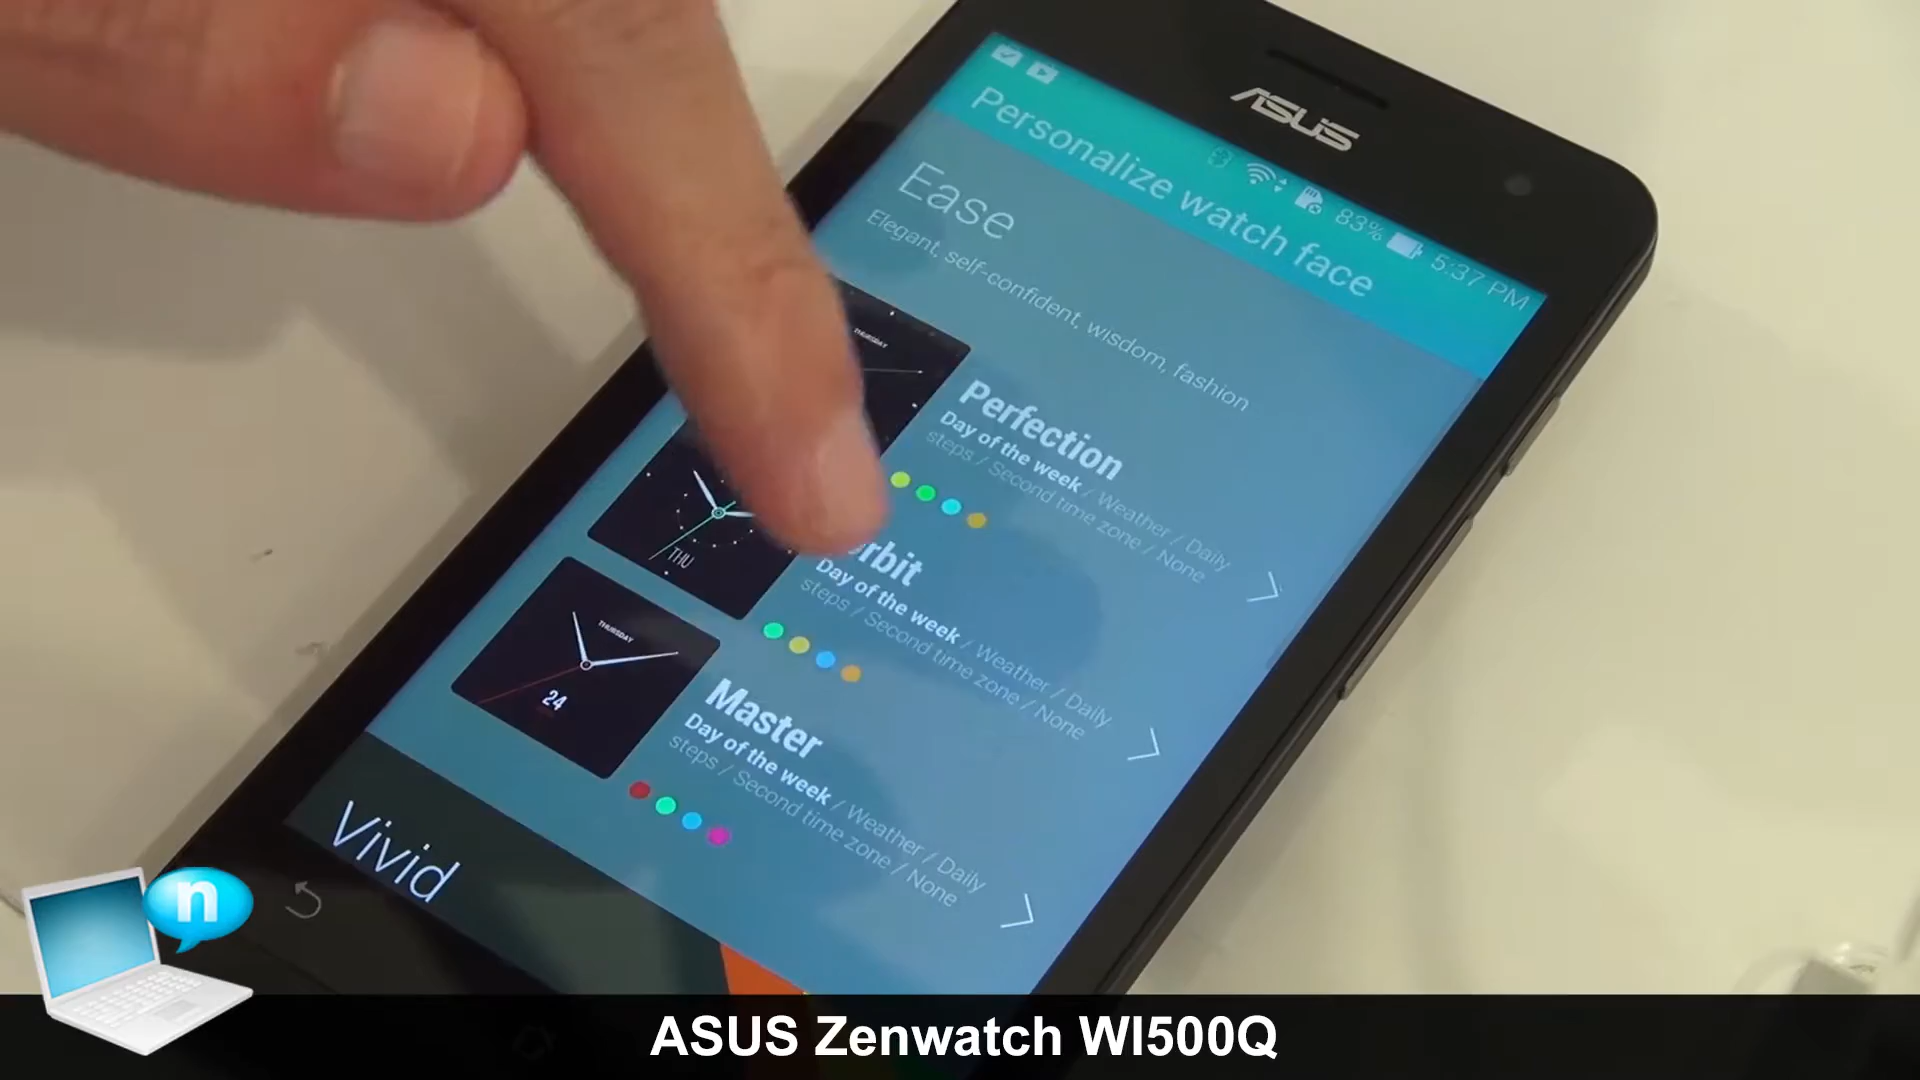 ASUS
83% 5:37 PM
Personalize watch face
Ease
Elegant, self-confident, wisdom, fashion
THURSDAY
Perfection
Day of the week / Weather / Daily
steps / Second time zone / None
THU
rbit
Day of the week / Weather / Daily
steps / Second time zone / None
THURSDAY
24
Master
Day of the week / Weather / Daily
steps / Second time zone / None
Vivid
n
ASUS Zenwatch WI500Q